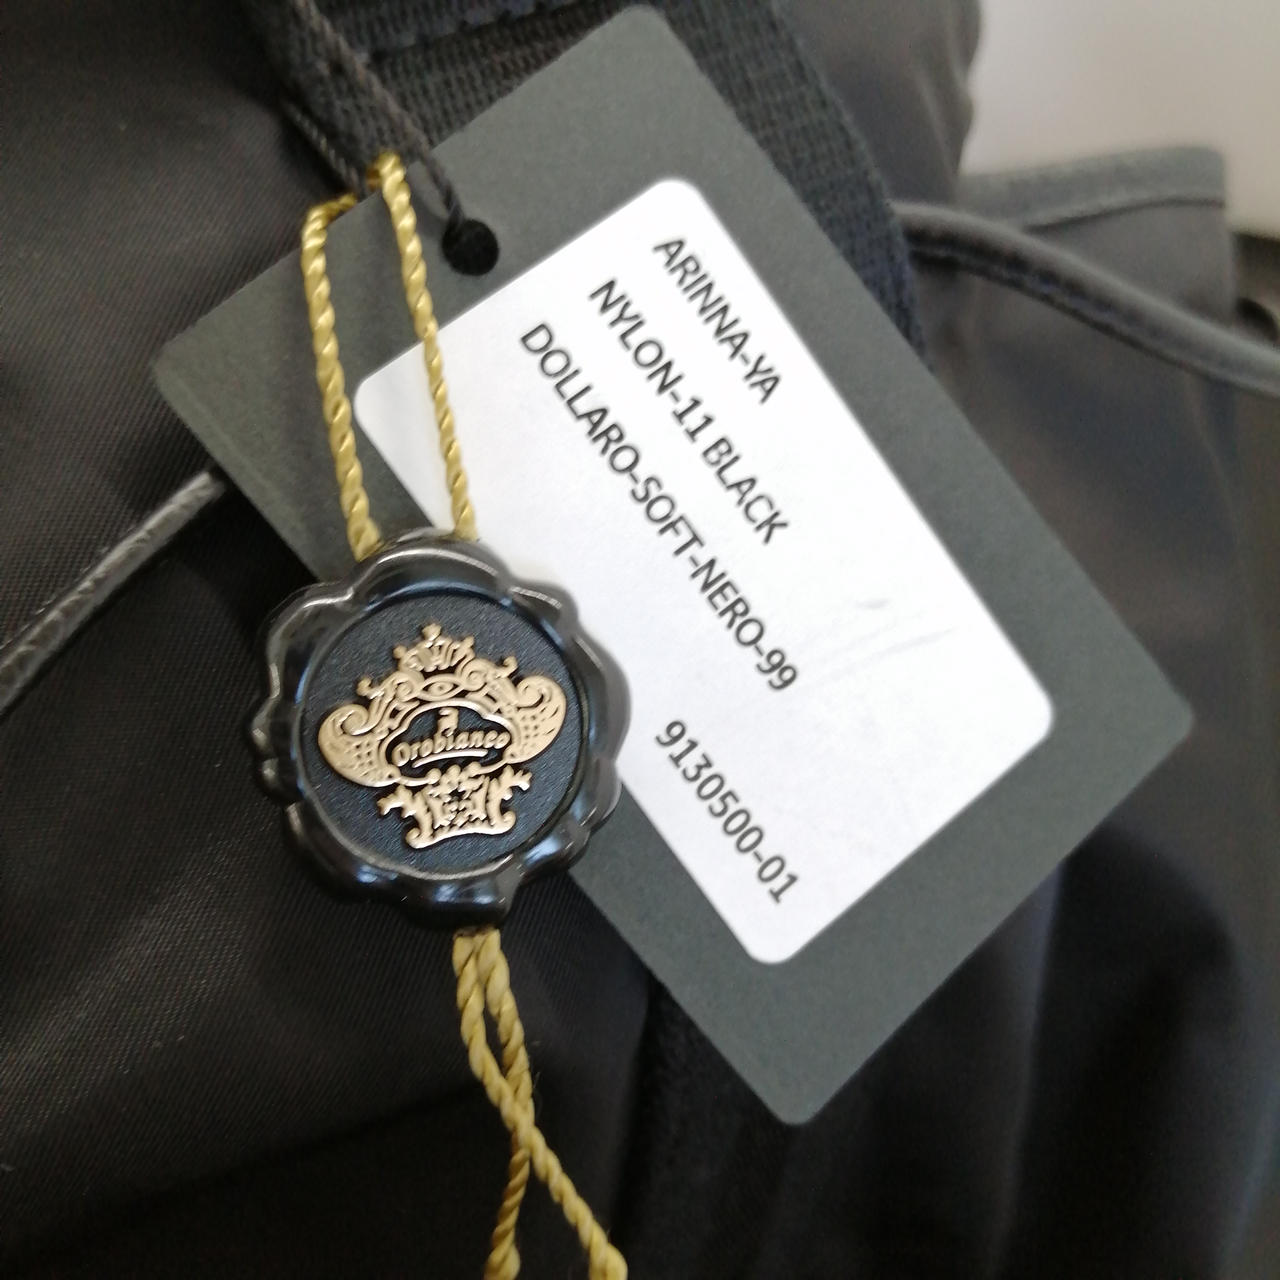 ARINNA-YA
NYLON-11 BLACK
DOLLARO-SOFT-NERO-99
9130500-01
Orobianco